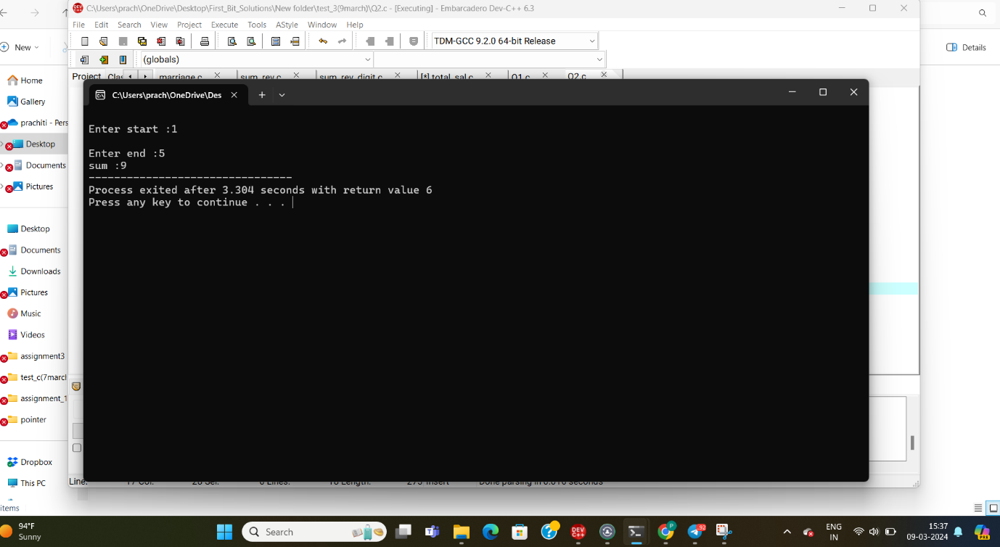 C:\Users\prach\OneDrive\Desktop\First_Bit_Solutions\New folder\test_3(9march)\Q2.c - [Executing] - Embarcadero Dev-C++ 6.3
File Edit Search View Project Execute Tools AStyle Window Help
TDM-GCC 9.2.0 64-bit Release
(globals)
Project Clas marriage.c sum_rev.c sum_rev_digit.c [*] total_sal.c Q1.c Q2.c
New
Details
Home
Gallery
prachiti - Pers
Desktop
Documents
Pictures
Desktop
Documents
Downloads
Pictures
Music
Videos
assignment3
test_c(7march
assignment_1
pointer
Dropbox
This PC
items
C:\Users\prach\OneDrive\Des
Enter start :1
Enter end :5
sum :9
--------------------------------
Process exited after 3.304 seconds with return value 6
Press any key to continue . . .
Line: 17 Col: 28 Sel: 0 Lines: 18 Length: 273 Insert Done parsing in 0.016 seconds
94°F
Sunny
Search
DEV
C++
P
92
PRE
ENG
IN
15:37
09-03-2024